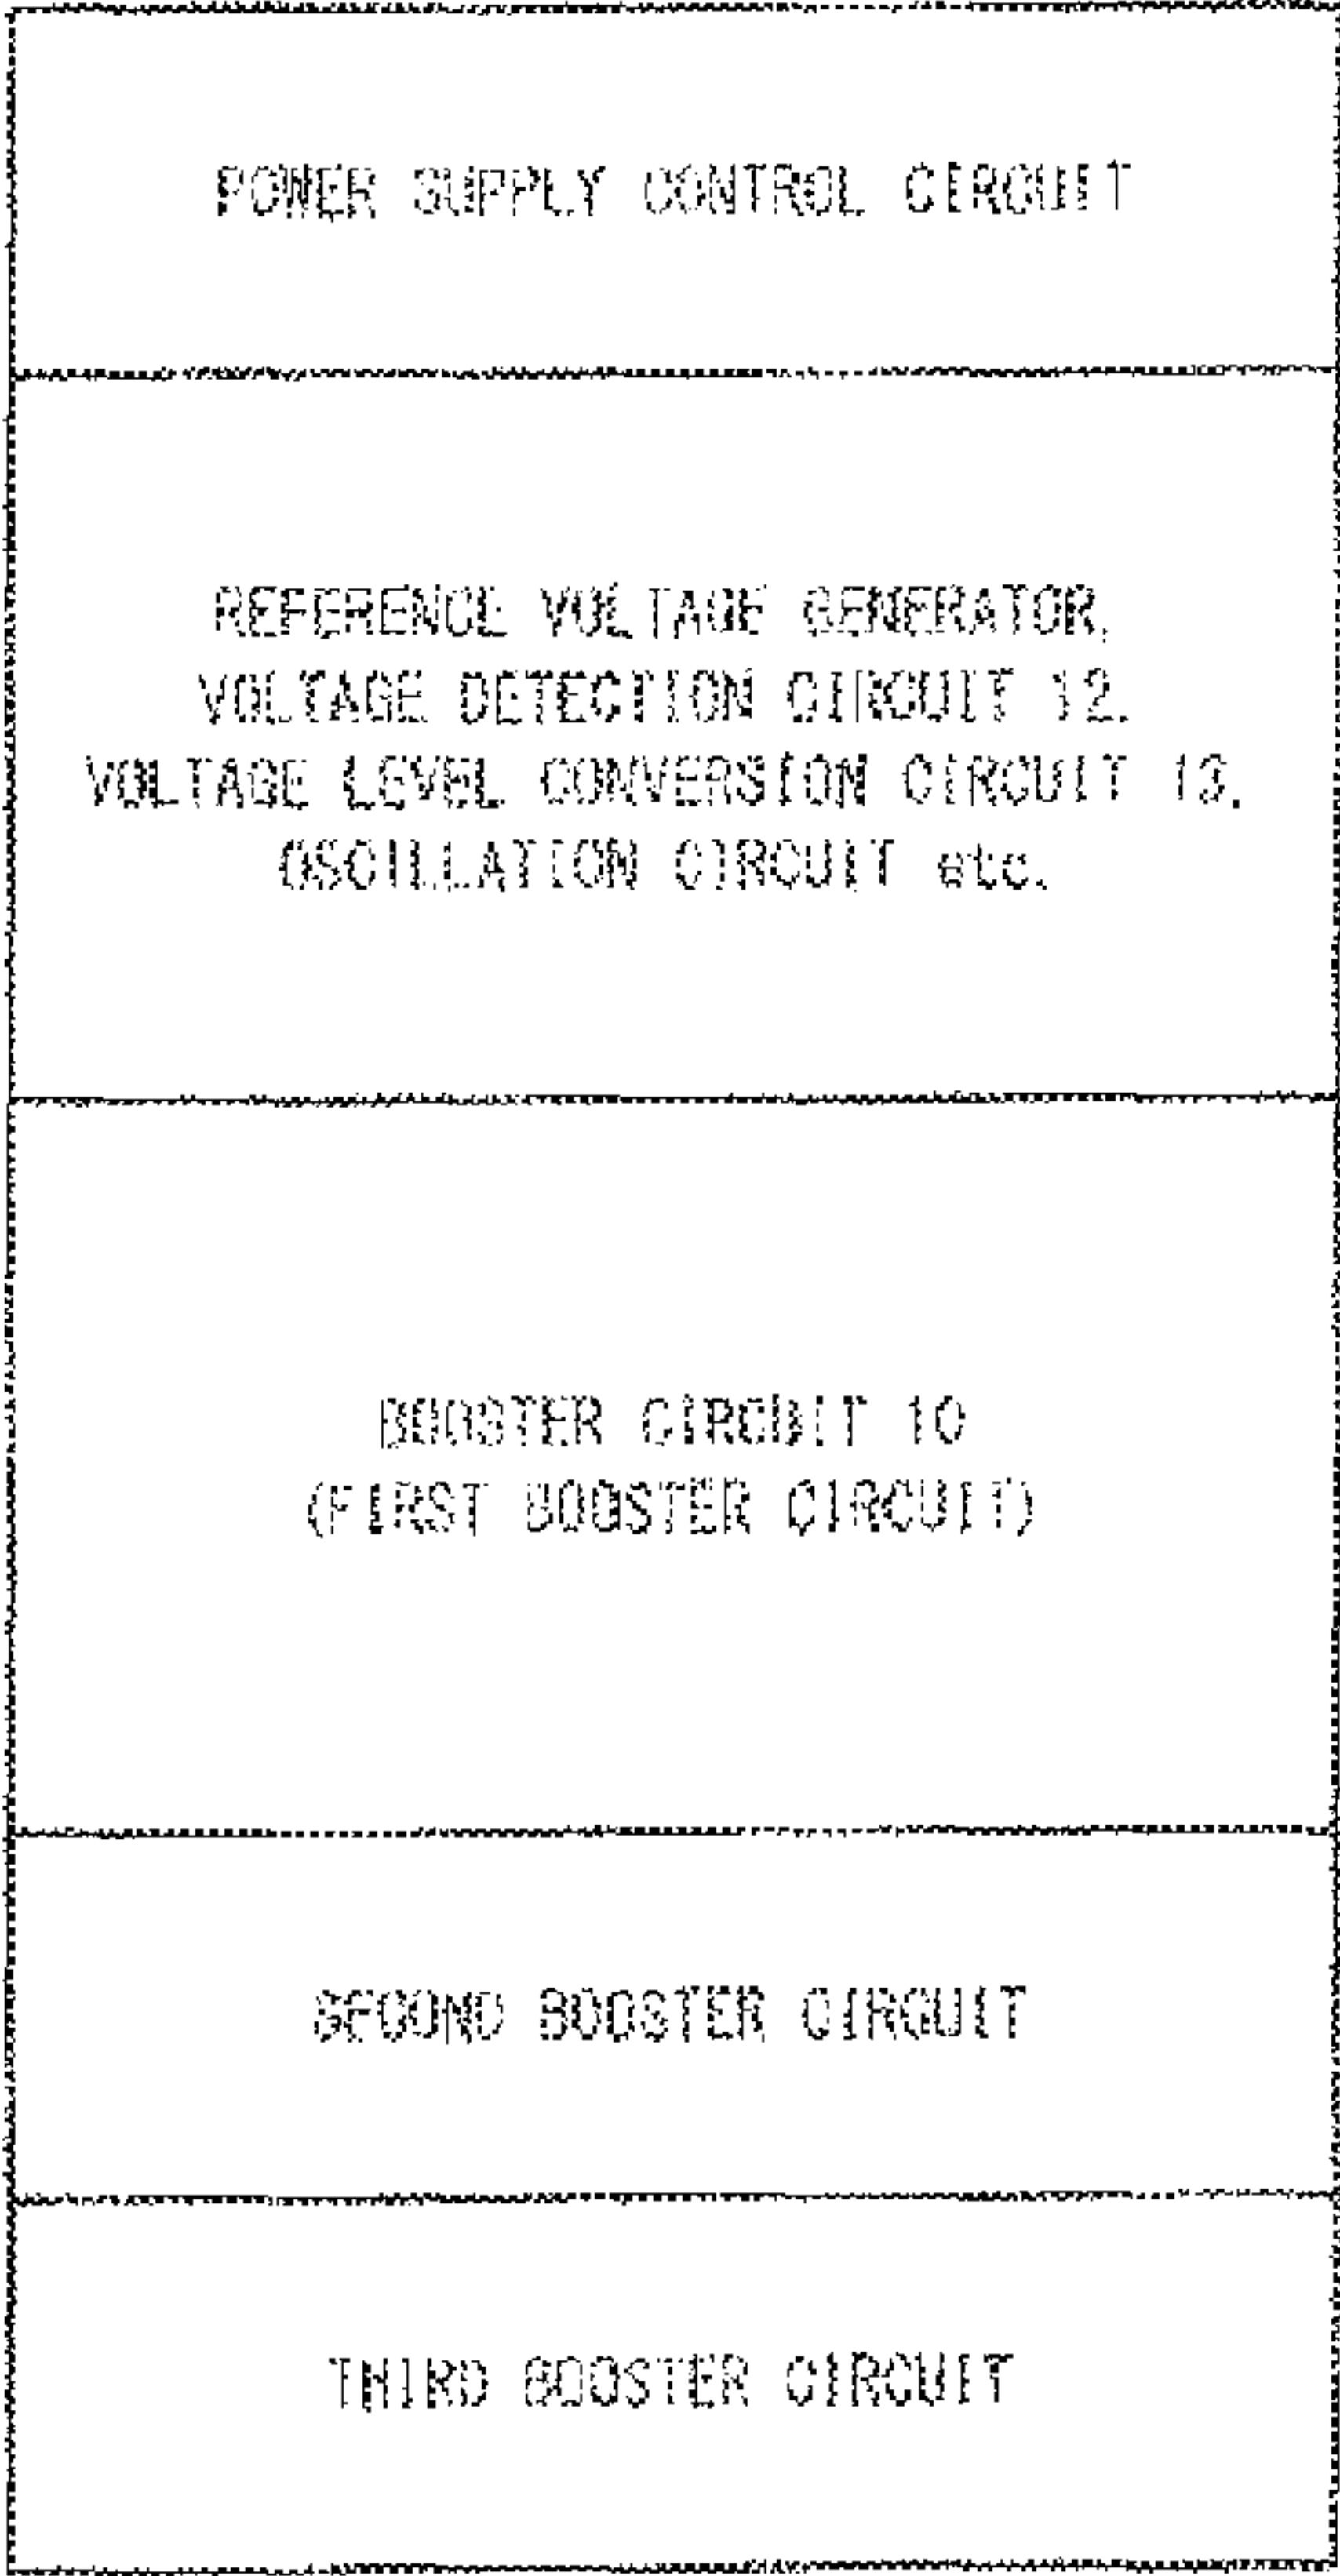 POWER SUPPLY CONTROL CIRCUIT
REFERENCE VOLTAGE GENERATOR,
VOLTAGE DETECTION CIRCUIT 12,
VOLTAGE LEVEL CONVERSION CIRCUIT 13,
OSCILLATION CIRCUIT etc.
BOOSTER CIRCUIT 10
(FIRST BOOSTER CIRCUIT)
SECOND BOOSTER CIRCUIT
THIRD BOOSTER CIRCUIT